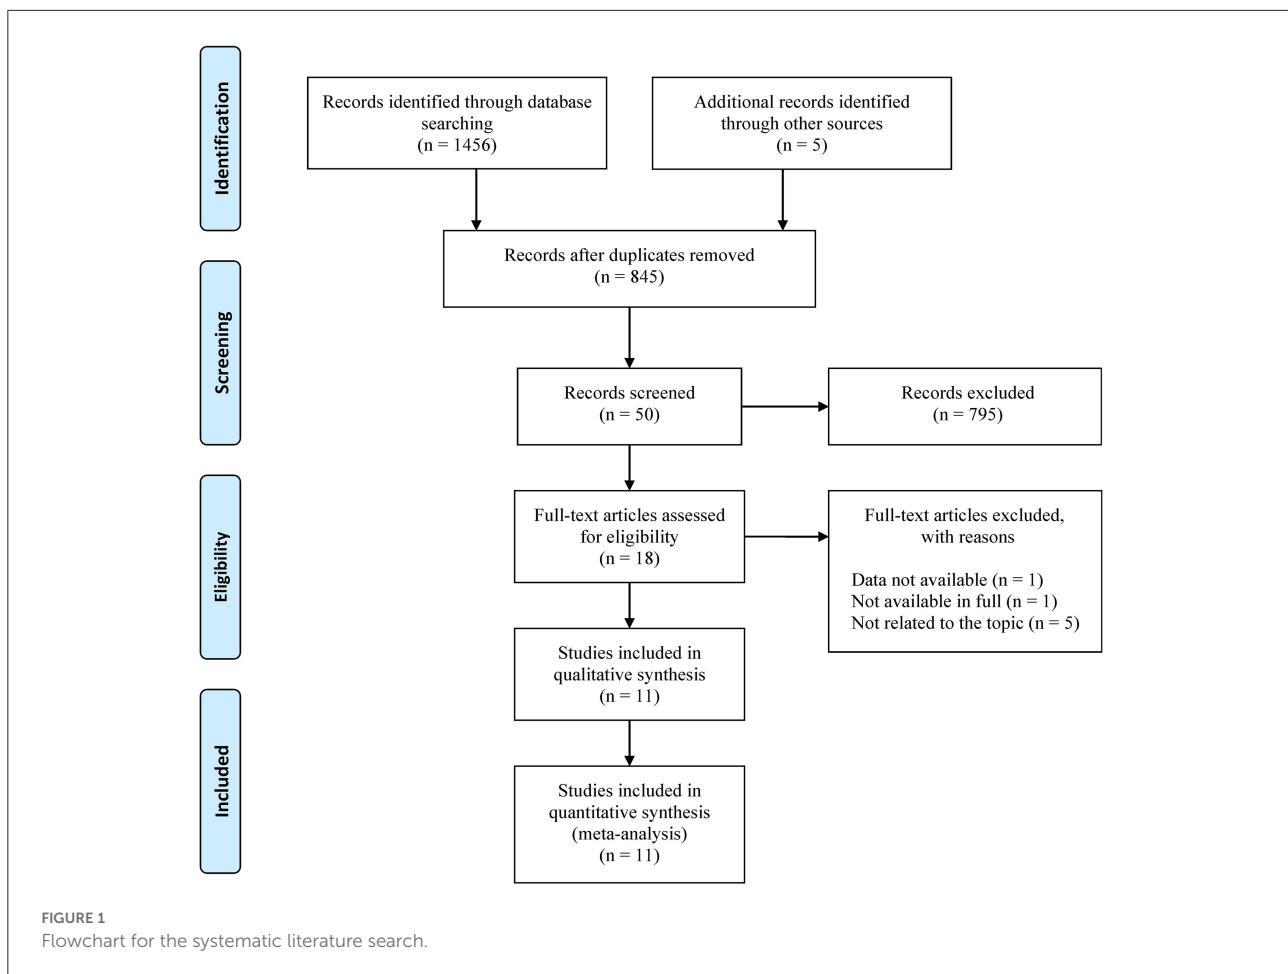 Identification
Records identified through database
searching
(n = 1456)
Additional records identified
through other sources
(n = 5)
Records after duplicates removed
(n = 845)
Screening
Records screened
(n = 50)
Records excluded
(n = 795)
Eligibility
Full-text articles assessed
for eligibility
(n = 18)
Full-text articles excluded,
with reasons
Data not available (n = 1)
Not available in full (n = 1)
Not related to the topic (n = 5)
Studies included in
qualitative synthesis
(n = 11)
Included
Studies included in
quantitative synthesis
(meta-analysis)
(n = 11)
FIGURE 1
Flowchart for the systematic literature search.